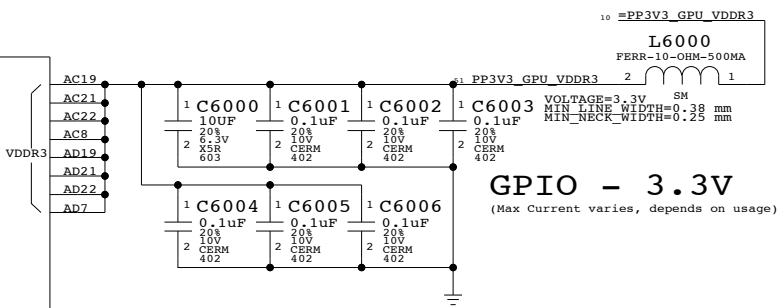 10 =PP3V3_GPU_VDDR3
L6000
FERR-10-OHM-500MA
51 PP3V3_GPU_VDDR3 2 1
SM
VOLTAGE=3.3V
MIN_LINE_WIDTH=0.38 mm
MIN_NECK_WIDTH=0.25 mm
VDDR3
AC19
AC21
AC22
AC8
AD19
AD21
AD22
AD7
1 C6000
10UF
20%
6.3V
2 X5R
603
1 C6001
0.1uF
20%
10V
2 CERM
402
1 C6002
0.1uF
20%
10V
2 CERM
402
1 C6003
0.1uF
20%
10V
2 CERM
402
1 C6004
0.1uF
20%
10V
2 CERM
402
1 C6005
0.1uF
20%
10V
2 CERM
402
1 C6006
0.1uF
20%
10V
2 CERM
402
GPIO - 3.3V
(Max Current varies, depends on usage)